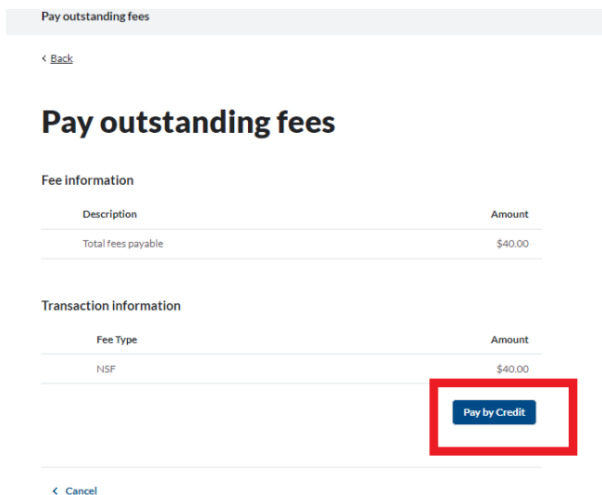 Pay outstanding fees
< Back
Pay outstanding fees
Fee information
Description Amount
Total fees payable $40.00
Transaction information
Fee Type Amount
NSF $40.00
Pay by Credit
< Cancel